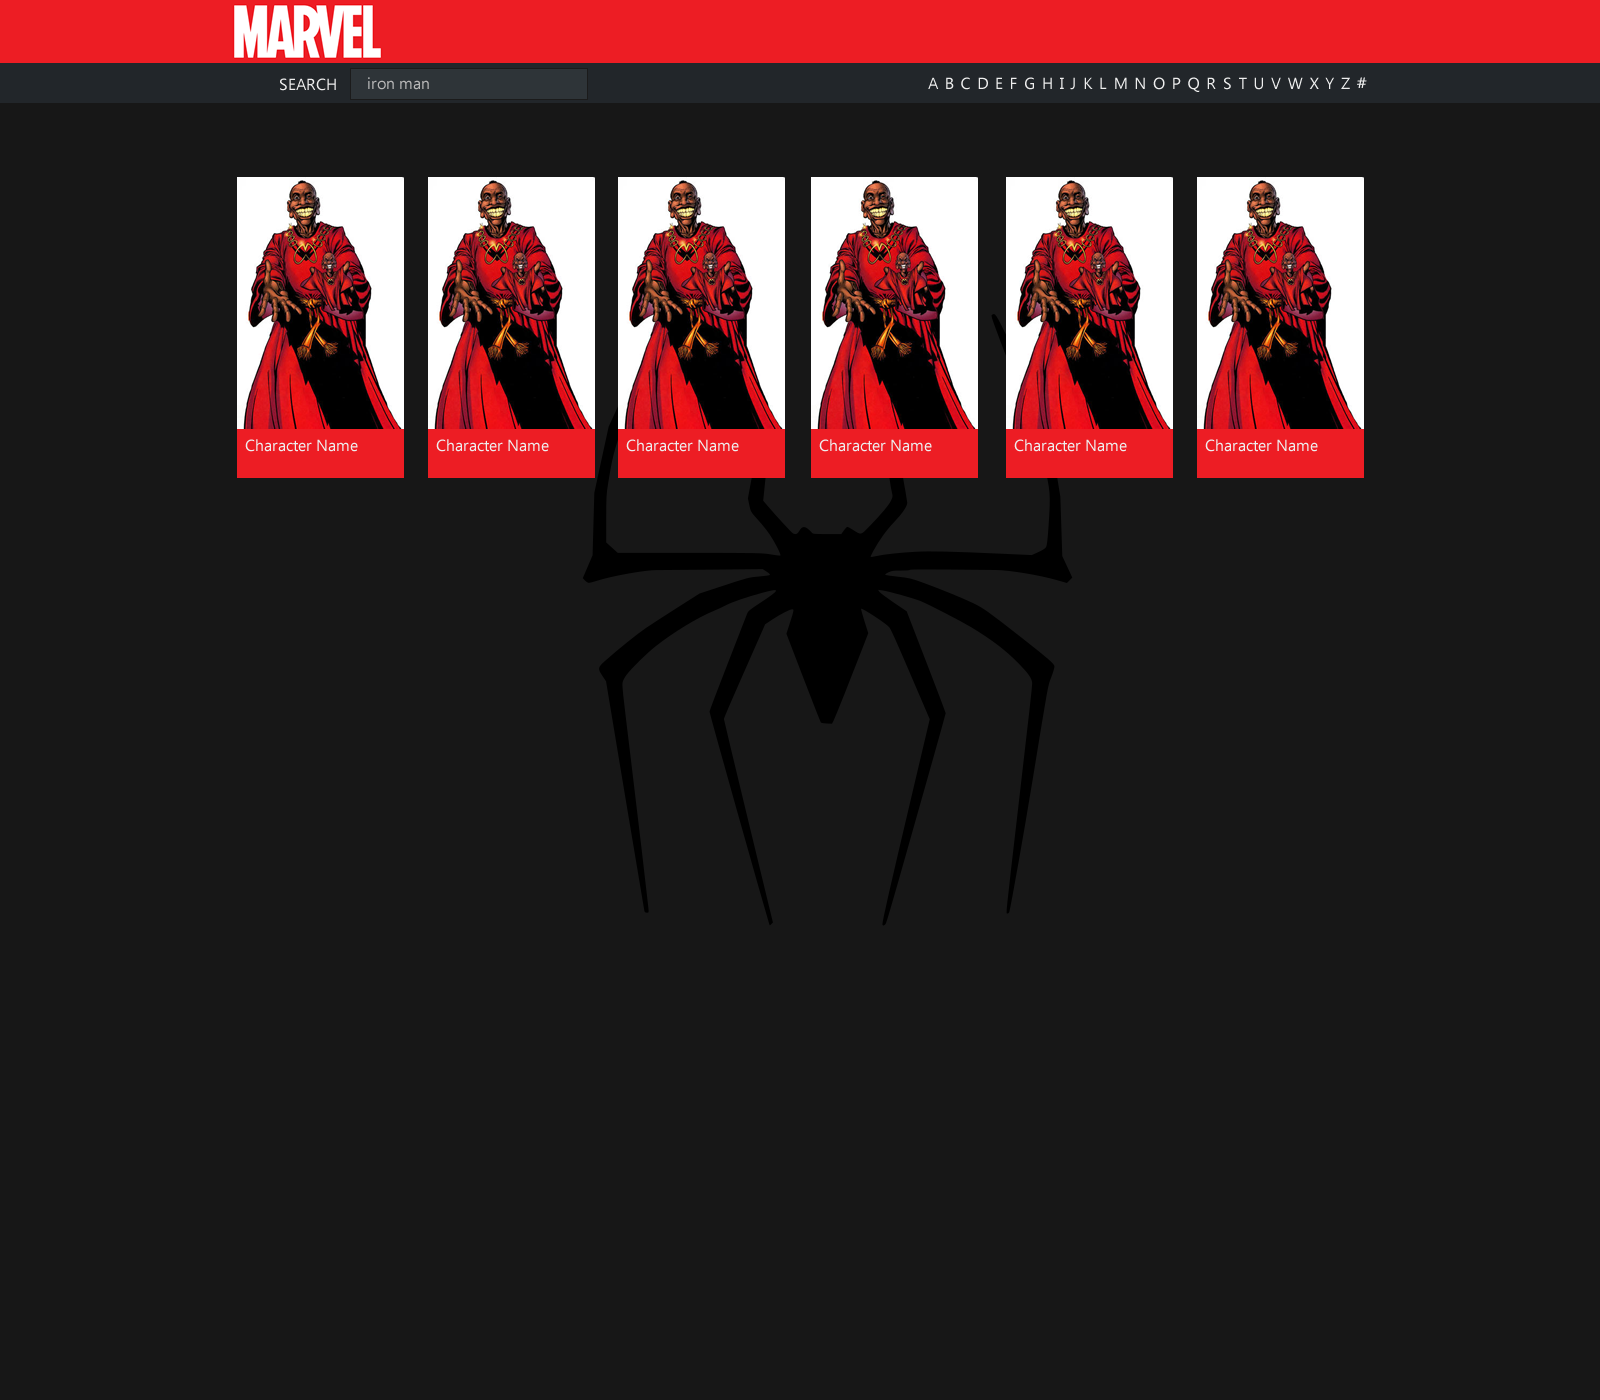 MARVEL
SEARCH iron man A B C D E F G H I J K L M N O P Q R S T U V W X Y Z #
Character Name Character Name Character Name Character Name Character Name Character Name